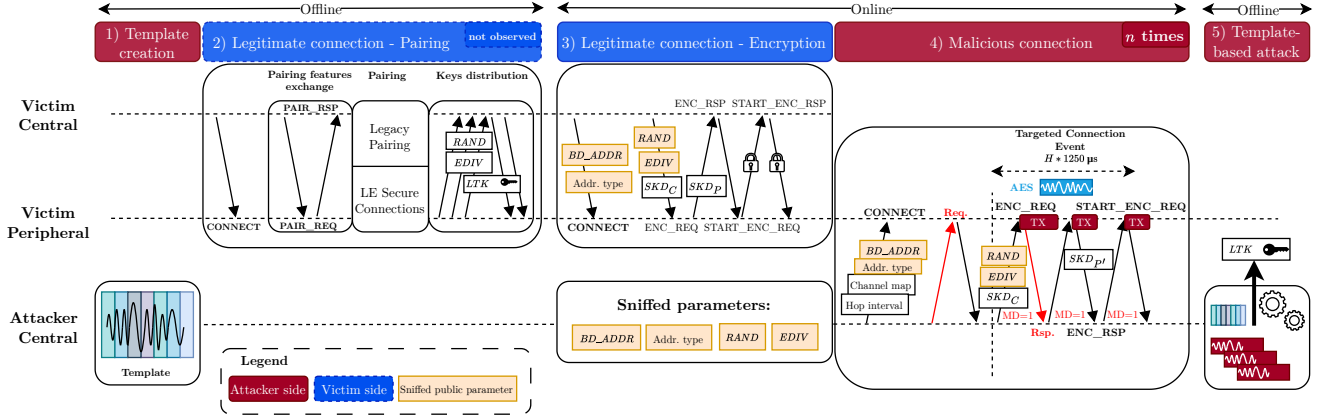 Offline
Online
Offline
1) Template
creation
2) Legitimate connection - Pairing
not observed
3) Legitimate connection - Encryption
4) Malicious connection
n times
5) Template-
based attack
Pairing features
exchange
Pairing
Keys distribution
Victim
Central
PAIR_RSP
Legacy
Pairing
LE Secure
Connections
RAND
EDIV
LTK
CONNECT
PAIR_REQ
ENC_RSP
START_ENC_RSP
BD_ADDR
Addr. type
RAND
EDIV
SKD_C
SKD_P
CONNECT
ENC_REQ
START_ENC_REQ
Victim
Peripheral
Targeted Connection
Event
H * 1250 µs
AES
CONNECT
Req.
ENC_REQ
START_ENC_REQ
TX
TX
TX
BD_ADDR
Addr. type
Channel map
Hop interval
RAND
EDIV
SKD_C
SKD_P'
MD=1
MD=1
MD=1
Rsp.
ENC_RSP
LTK
Attacker
Central
Template
Sniffed parameters:
BD_ADDR
Addr. type
RAND
EDIV
Legend
Attacker side
Victim side
Sniffed public parameter